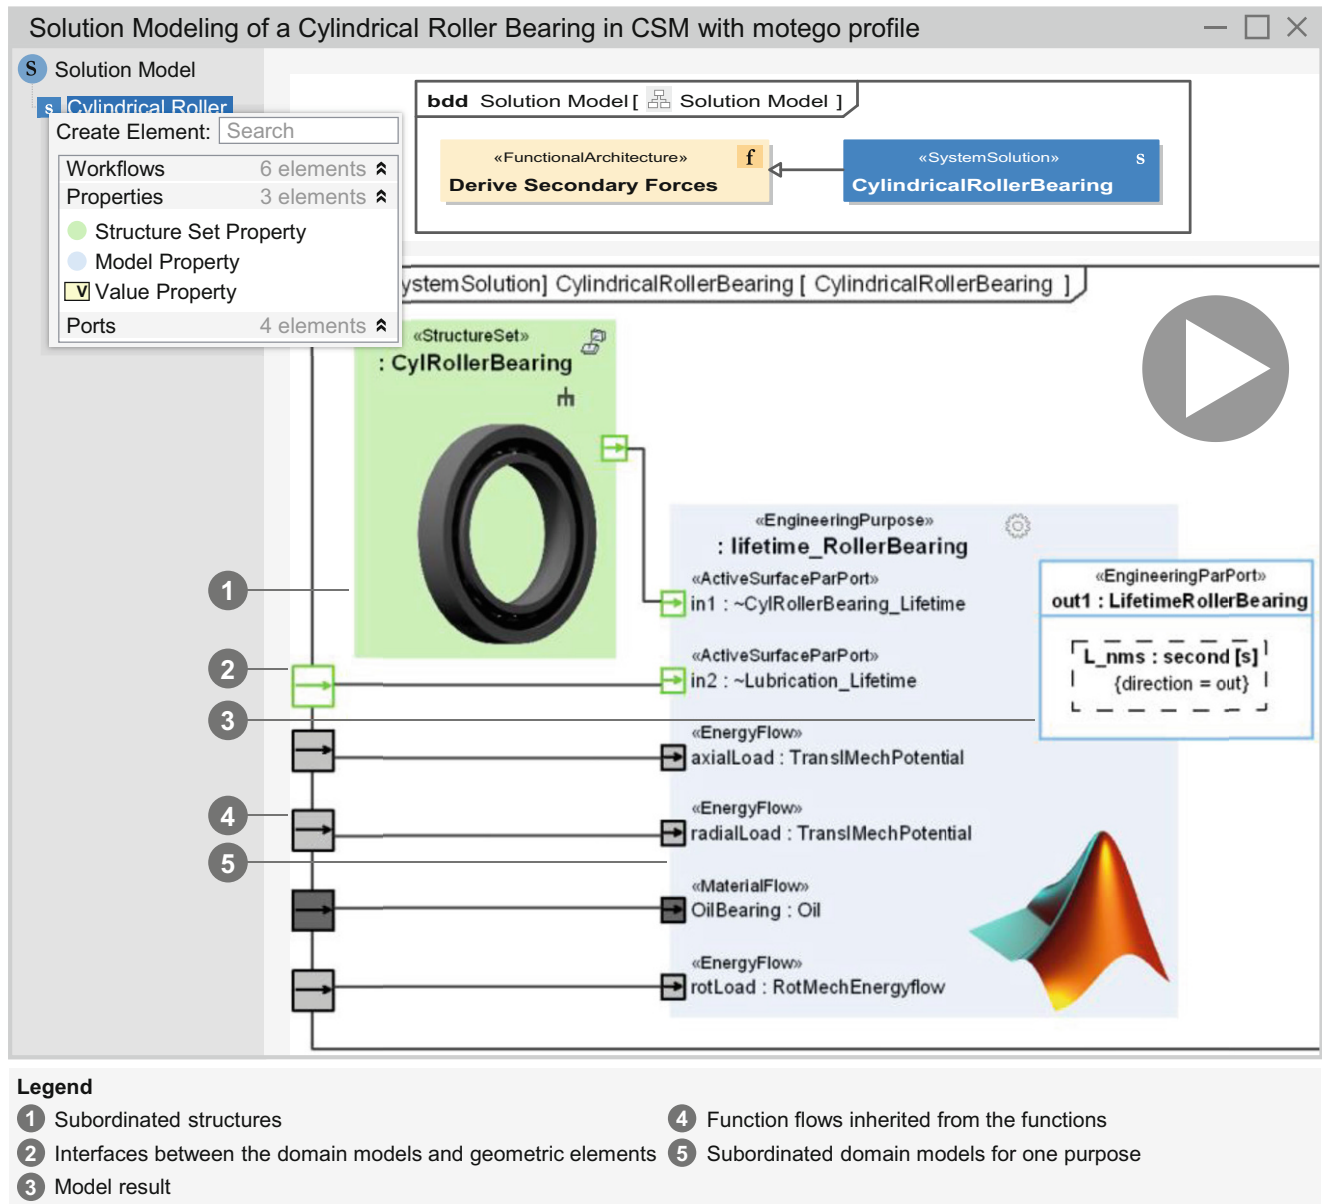 Solution Modeling of a Cylindrical Roller Bearing in CSM with motego profile
S Solution Model
s Cylindrical Roller
Create Element: Search
Workflows 6 elements
Properties 3 elements
Structure Set Property
Model Property
V Value Property
Ports 4 elements
bdd Solution Model[ Solution Model ]
«FunctionalArchitecture» f
Derive Secondary Forces
«SystemSolution» s
CylindricalRollerBearing
ystemSolution] CylindricalRollerBearing [ CylindricalRollerBearing ]
«StructureSet»
: CylRollerBearing
«EngineeringPurpose»
: lifetime_RollerBearing
«ActiveSurfaceParPort»
in1 : ~CylRollerBearing_Lifetime
«ActiveSurfaceParPort»
in2 : ~Lubrication_Lifetime
«EnergyFlow»
axialLoad : TranslMechPotential
«EnergyFlow»
radialLoad : TranslMechPotential
«MaterialFlow»
OilBearing : Oil
«EnergyFlow»
rotLoad : RotMechEnergyflow
«EngineeringParPort»
out1 : LifetimeRollerBearing
L_nms : second [s]
{direction = out}
1
2
3
4
5
Legend
1 Subordinated structures
2 Interfaces between the domain models and geometric elements
3 Model result
4 Function flows inherited from the functions
5 Subordinated domain models for one purpose